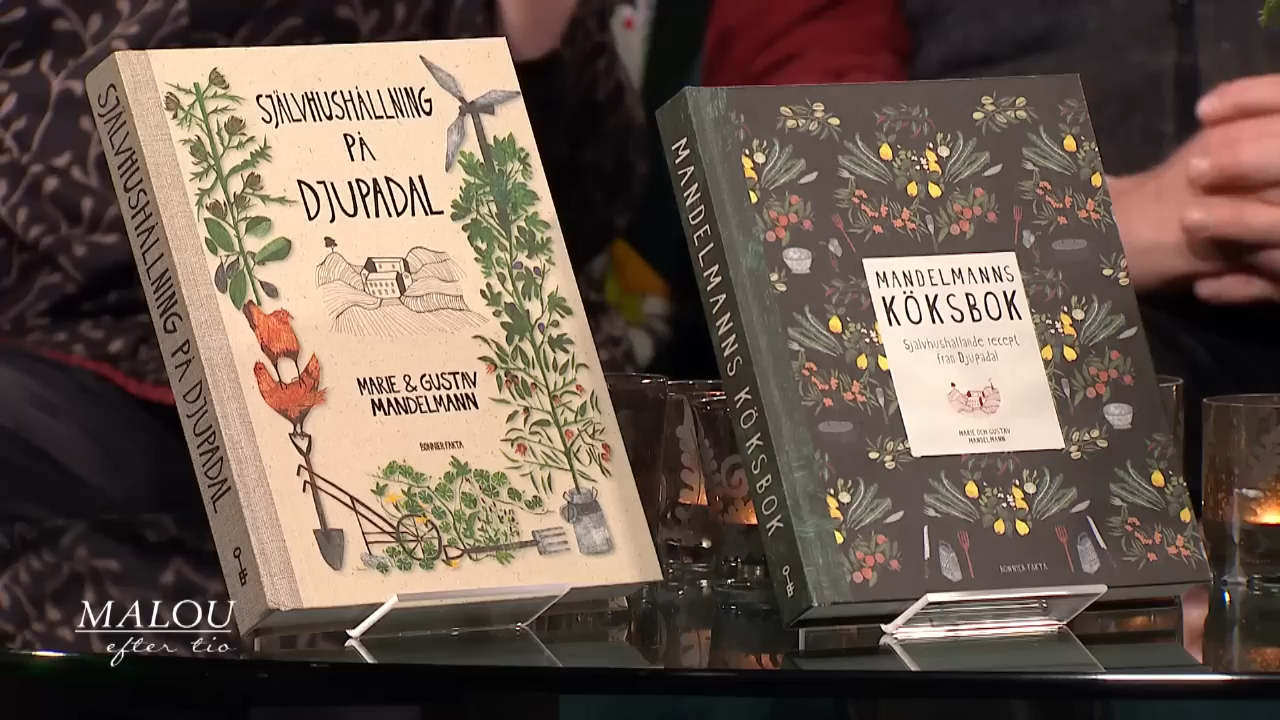 SJÄLVHUSHÅLLNING PÅ DJUPADAL
SJÄLVHUSHÅLLNING
PÅ
DJUPADAL
MARIE & GUSTAV
MANDELMANN
BONNIER FAKTA
MANDELMANNS KÖKSBOK
MANDELMANNS
KÖKSBOK
Självhushållande recept
från Djupadal
MARIE OCH GUSTAV
MANDELMANN
BONNIER FAKTA
MALOU
efter tio